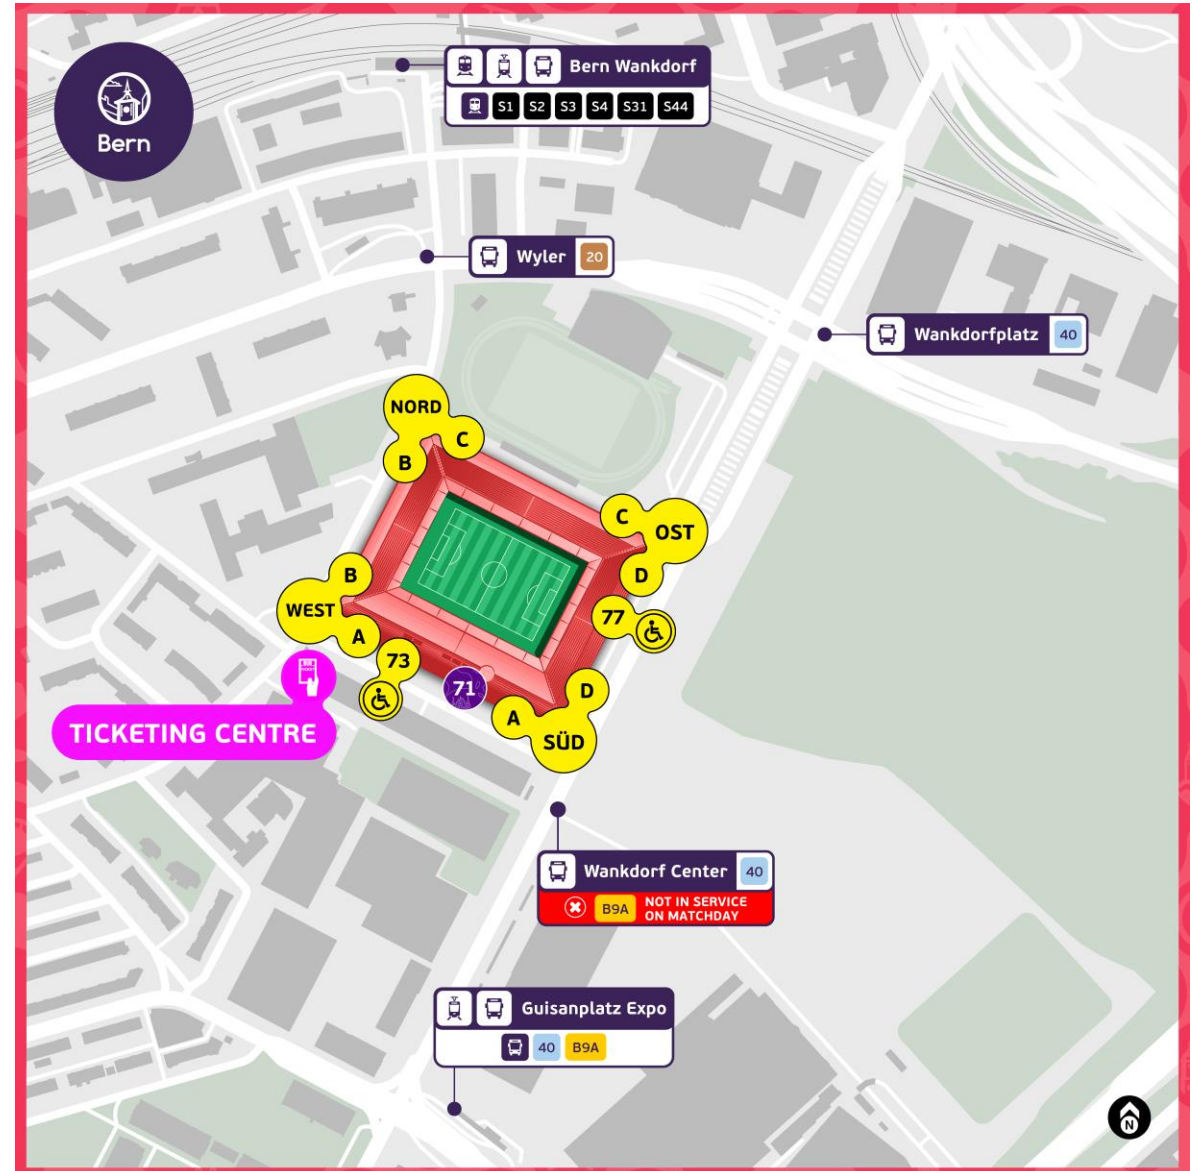 Bern
Bern Wankdorf
S1 S2 S3 S4 S31 S44
Wyler 20
Wankdorfplatz 40
NORD
C
B
C
OST
D
B
WEST
A
77
73
71
D
A
SÜD
TICKETING CENTRE
Wankdorf Center 40
B9A NOT IN SERVICE
ON MATCHDAY
Guisanplatz Expo
40 B9A
N